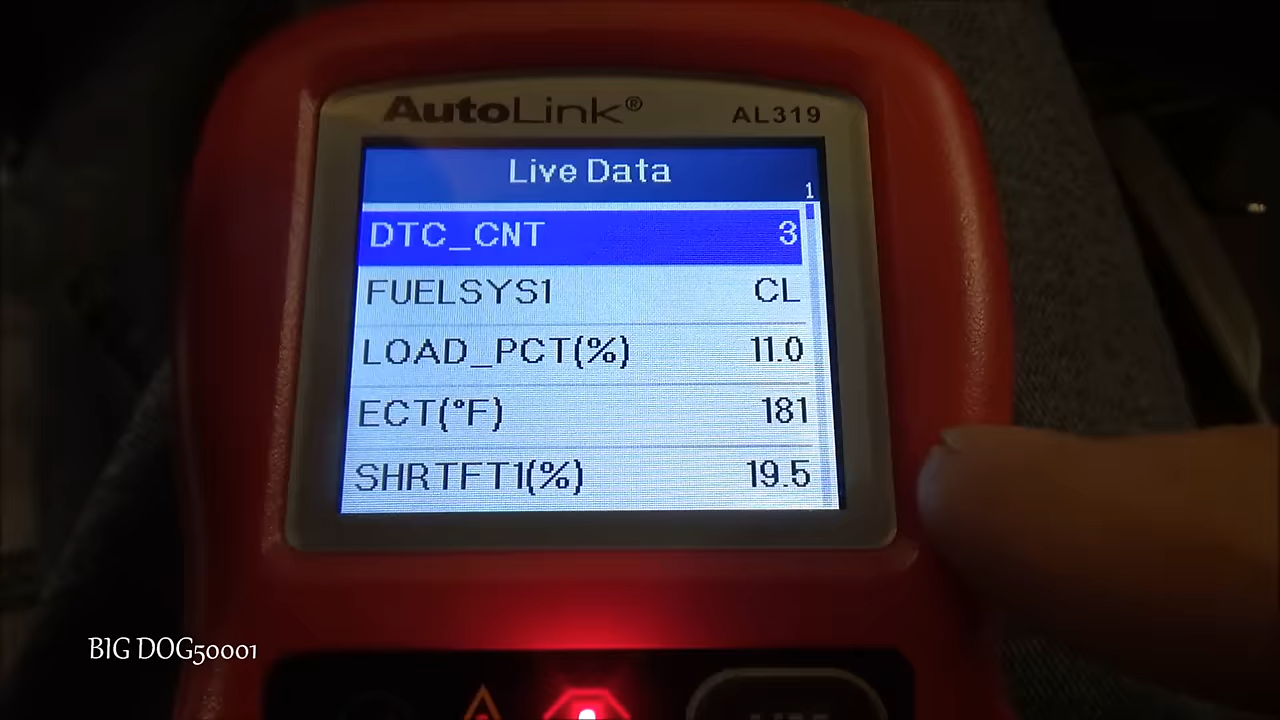 AutoLink®
AL319
Live Data
1
DTC_CNT 3
FUELSYS1 CL
LOAD_PCT(%) 11.0
ECT(°F) 181
SHRTFT1(%) 19.5
BIG DOG50001